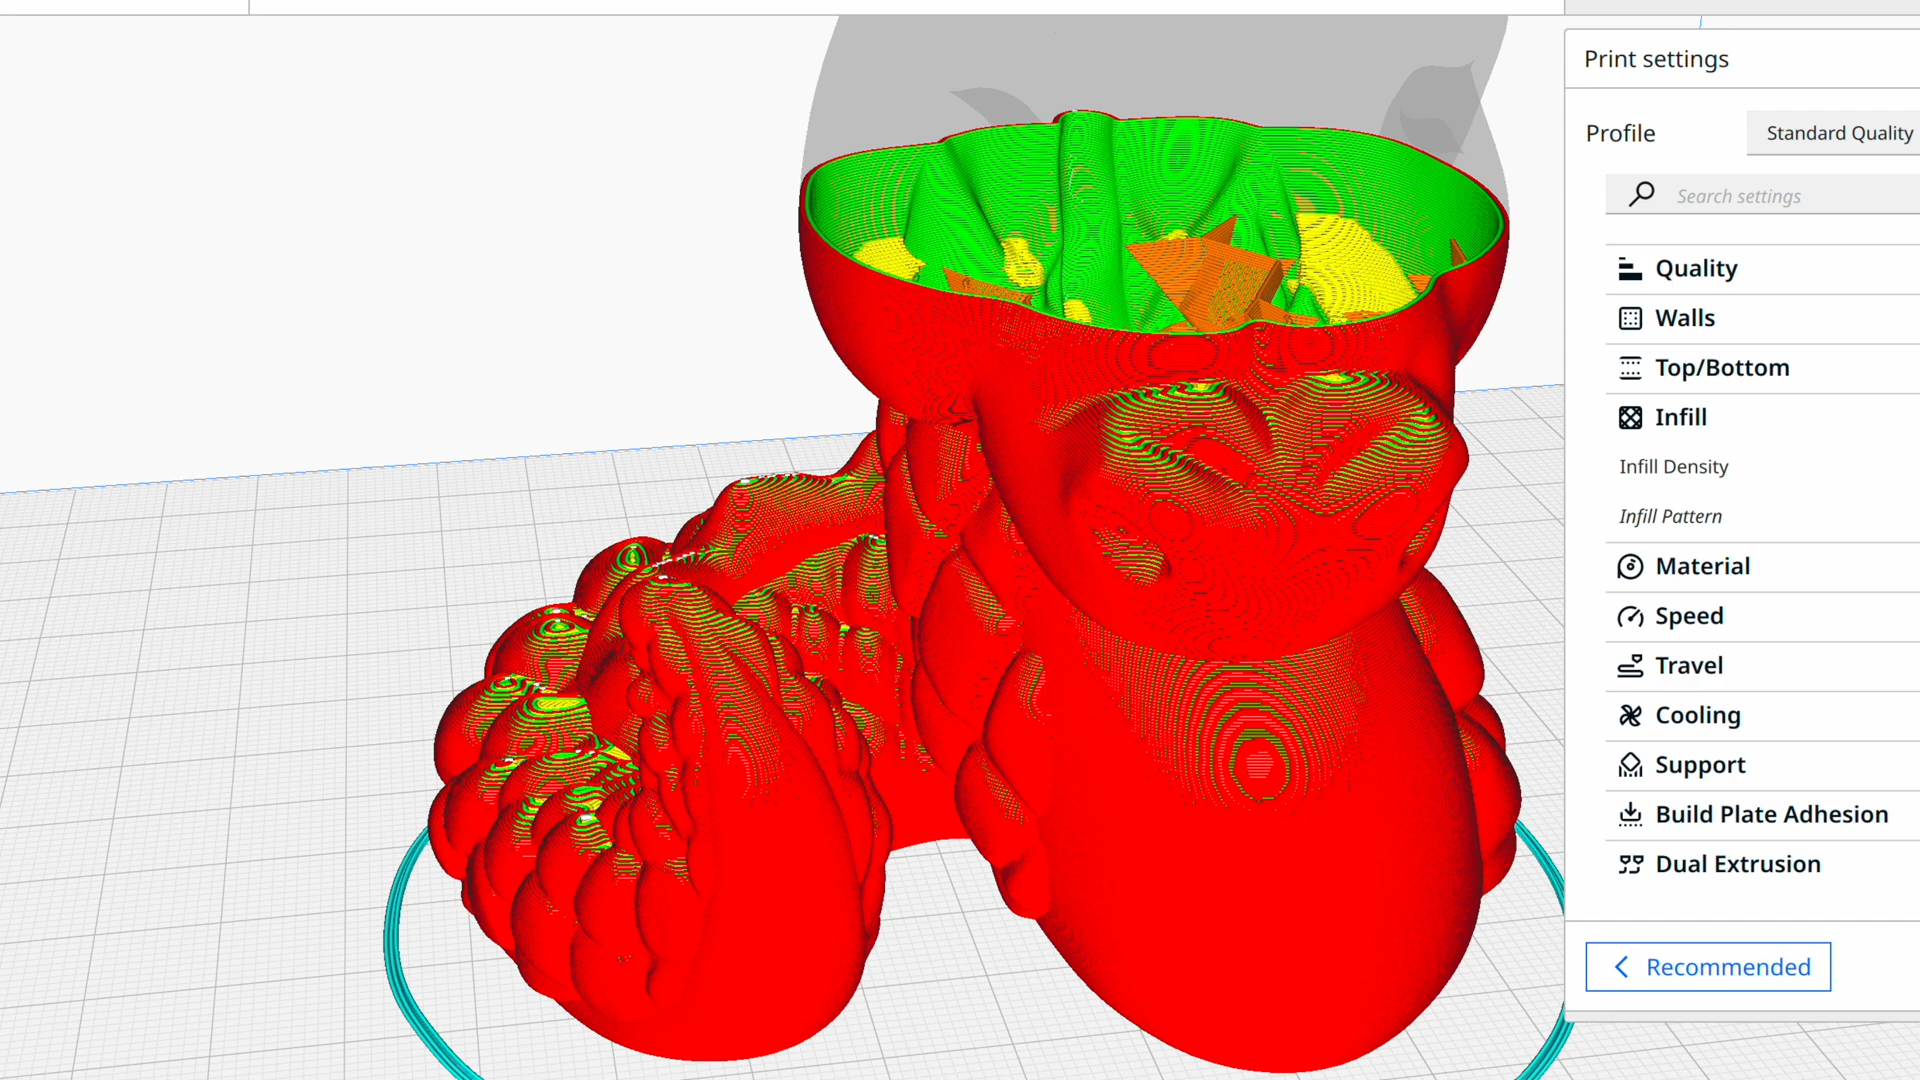 Print settings
Profile
Standard Quality
Search settings
Quality
Walls
Top/Bottom
Infill
Infill Density
Infill Pattern
Material
Speed
Travel
Cooling
Support
Build Plate Adhesion
Dual Extrusion
Recommended